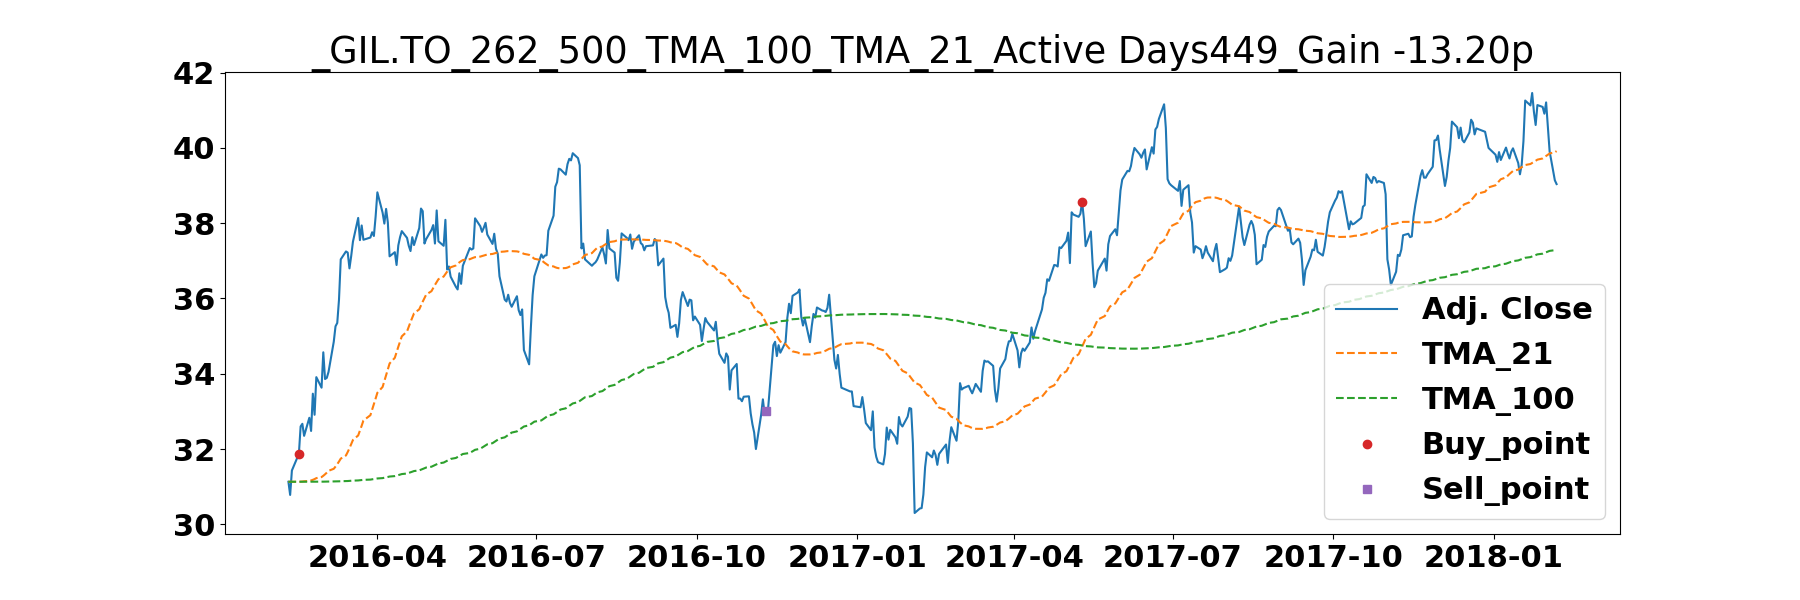 _GIL.TO_262_500_TMA_100_TMA_21_Active Days449_Gain -13.20p
42
40
38
36
34
32
30
2016-04 2016-07 2016-10 2017-01 2017-04 2017-07 2017-10 2018-01
Adj. Close
TMA_21
TMA_100
Buy_point
Sell_point